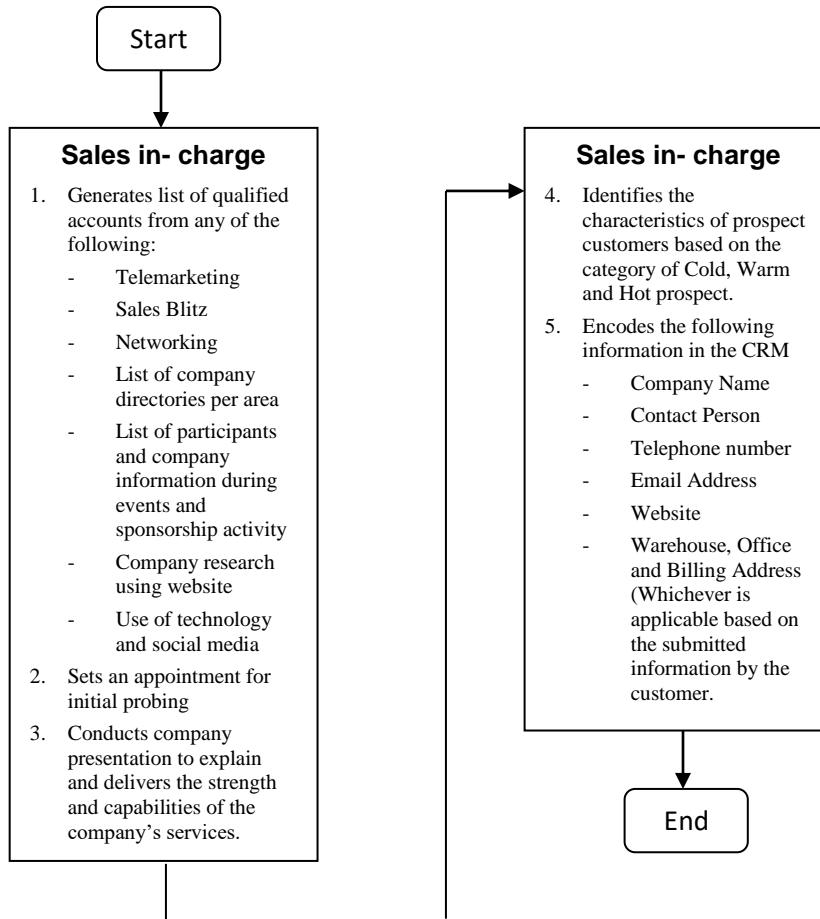 Start
Sales in- charge
1. Generates list of qualified
accounts from any of the
following:
- Telemarketing
- Sales Blitz
- Networking
- List of company
directories per area
- List of participants
and company
information during
events and
sponsorship activity
- Company research
using website
- Use of technology
and social media
2. Sets an appointment for
initial probing
3. Conducts company
presentation to explain
and delivers the strength
and capabilities of the
company's services.
Sales in- charge
4. Identifies the
characteristics of prospect
customers based on the
category of Cold, Warm
and Hot prospect.
5. Encodes the following
information in the CRM
- Company Name
- Contact Person
- Telephone number
- Email Address
- Website
- Warehouse, Office
and Billing Address
(Whichever is
applicable based on
the submitted
information by the
customer.
End